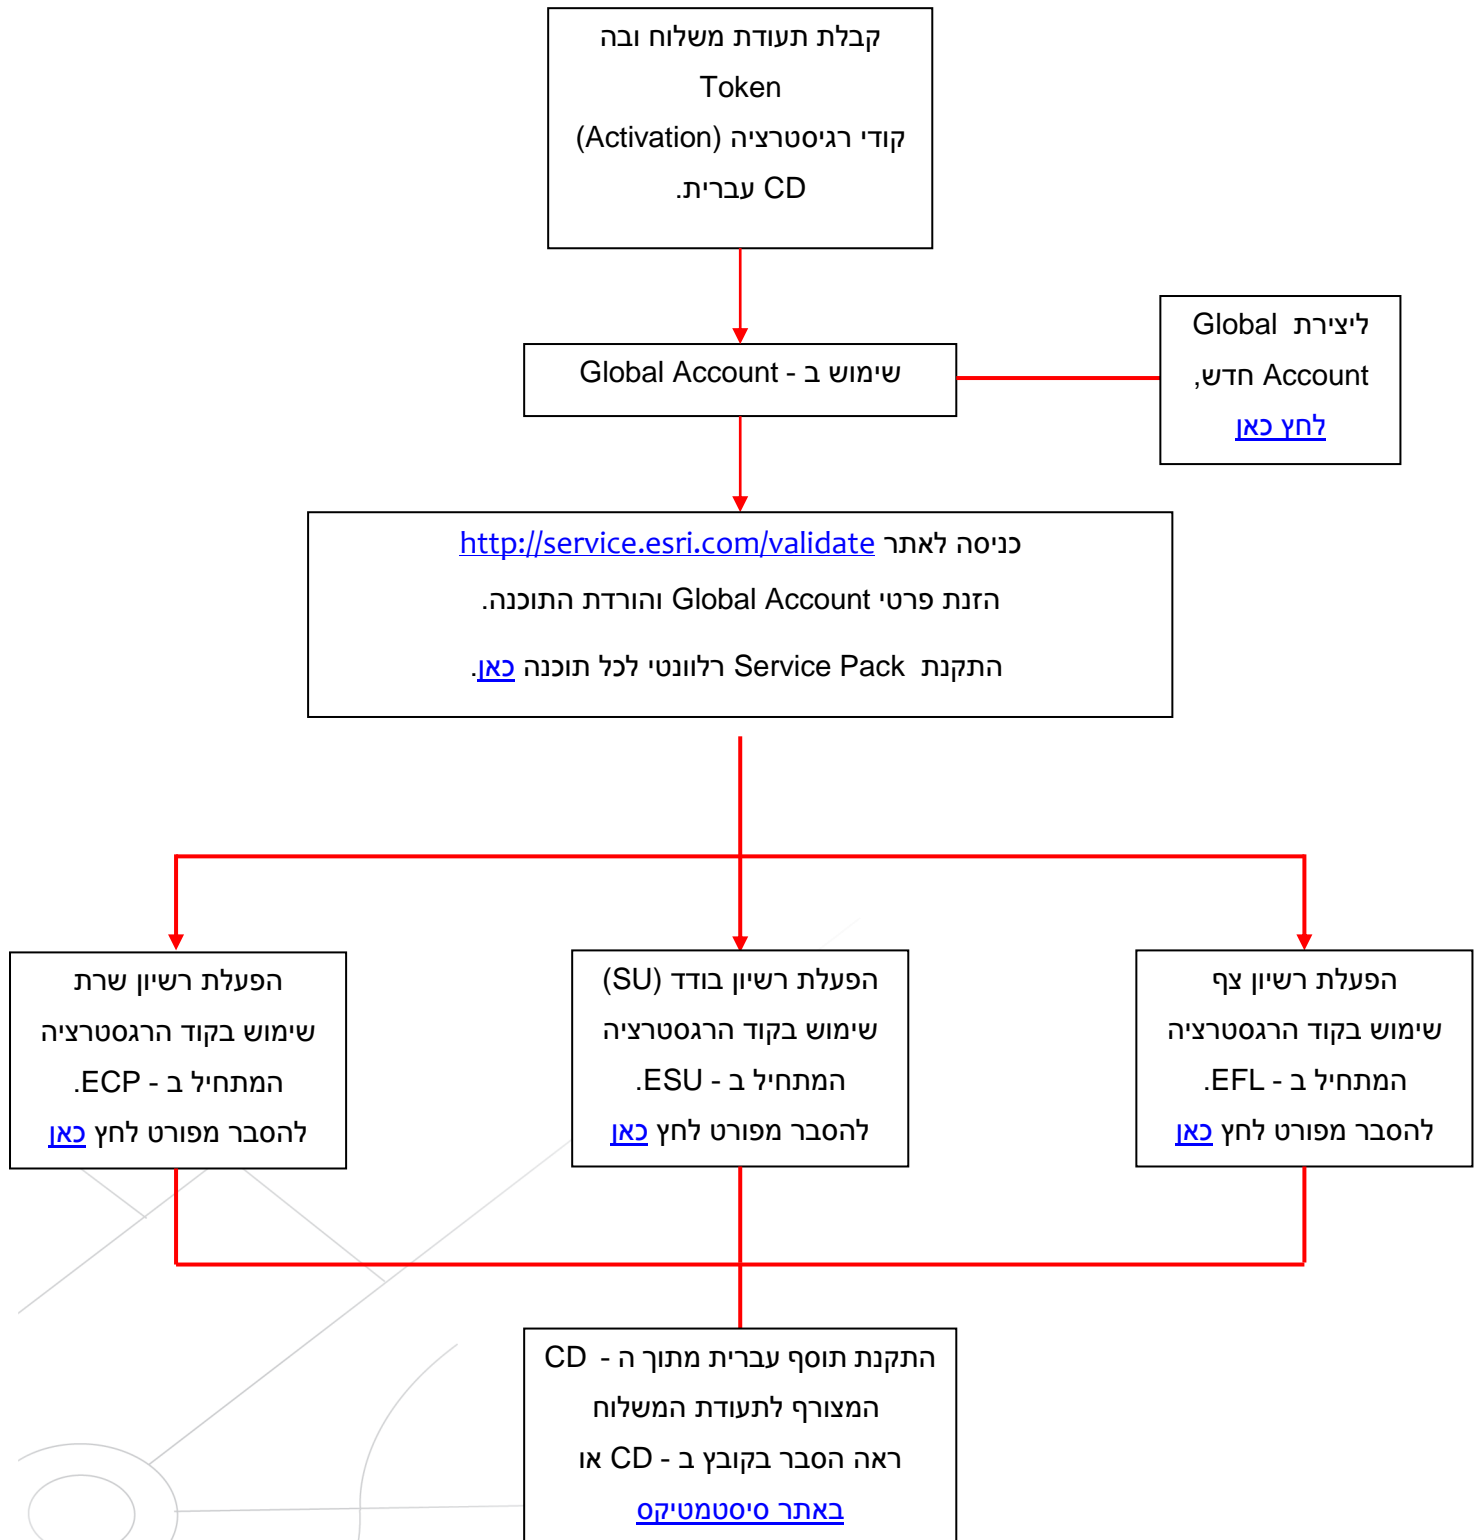 קבלת תעודת משלוח ובה
Token
קודי רגיסטרציה (Activation)
CD עברית.
שימוש ב - Global Account
ליצירת Global
Account חדש,
לחץ כאן
כניסה לאתר http://service.esri.com/validate
הזנת פרטי Global Account והורדת התוכנה.
התקנת Service Pack רלוונטי לכל תוכנה כאן.
הפעלת רשיון צף
שימוש בקוד הרגסטרציה
המתחיל ב - EFL.
להסבר מפורט לחץ כאן
הפעלת רשיון בודד (SU)
שימוש בקוד הרגסטרציה
המתחיל ב - ESU.
להסבר מפורט לחץ כאן
הפעלת רשיון שרת
שימוש בקוד הרגסטרציה
המתחיל ב - ECP.
להסבר מפורט לחץ כאן
התקנת תוסף עברית מתוך ה - CD
המצורף לתעודת המשלוח
ראה הסבר בקובץ ב - CD או
באתר סיסטמטיקס